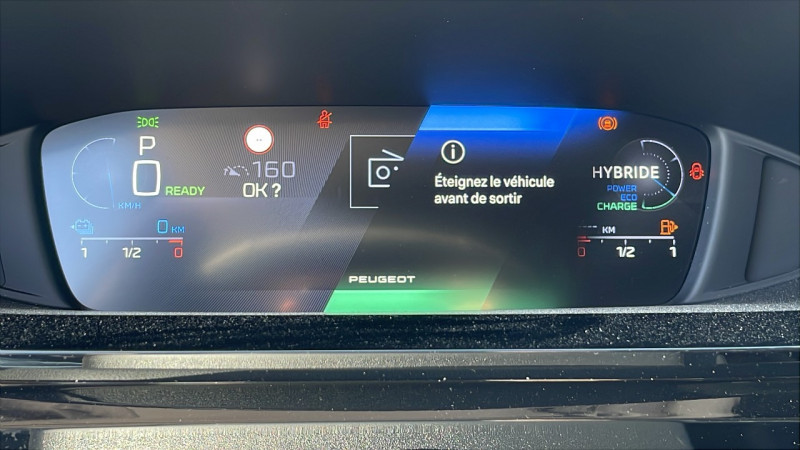 P
0
KM/H
READY
160
OK ?
0 KM
1 1/2 0
Éteignez le véhicule
avant de sortir
PEUGEOT
HYBRIDE
POWER
ECO
CHARGE
-- KM
0 1/2 1